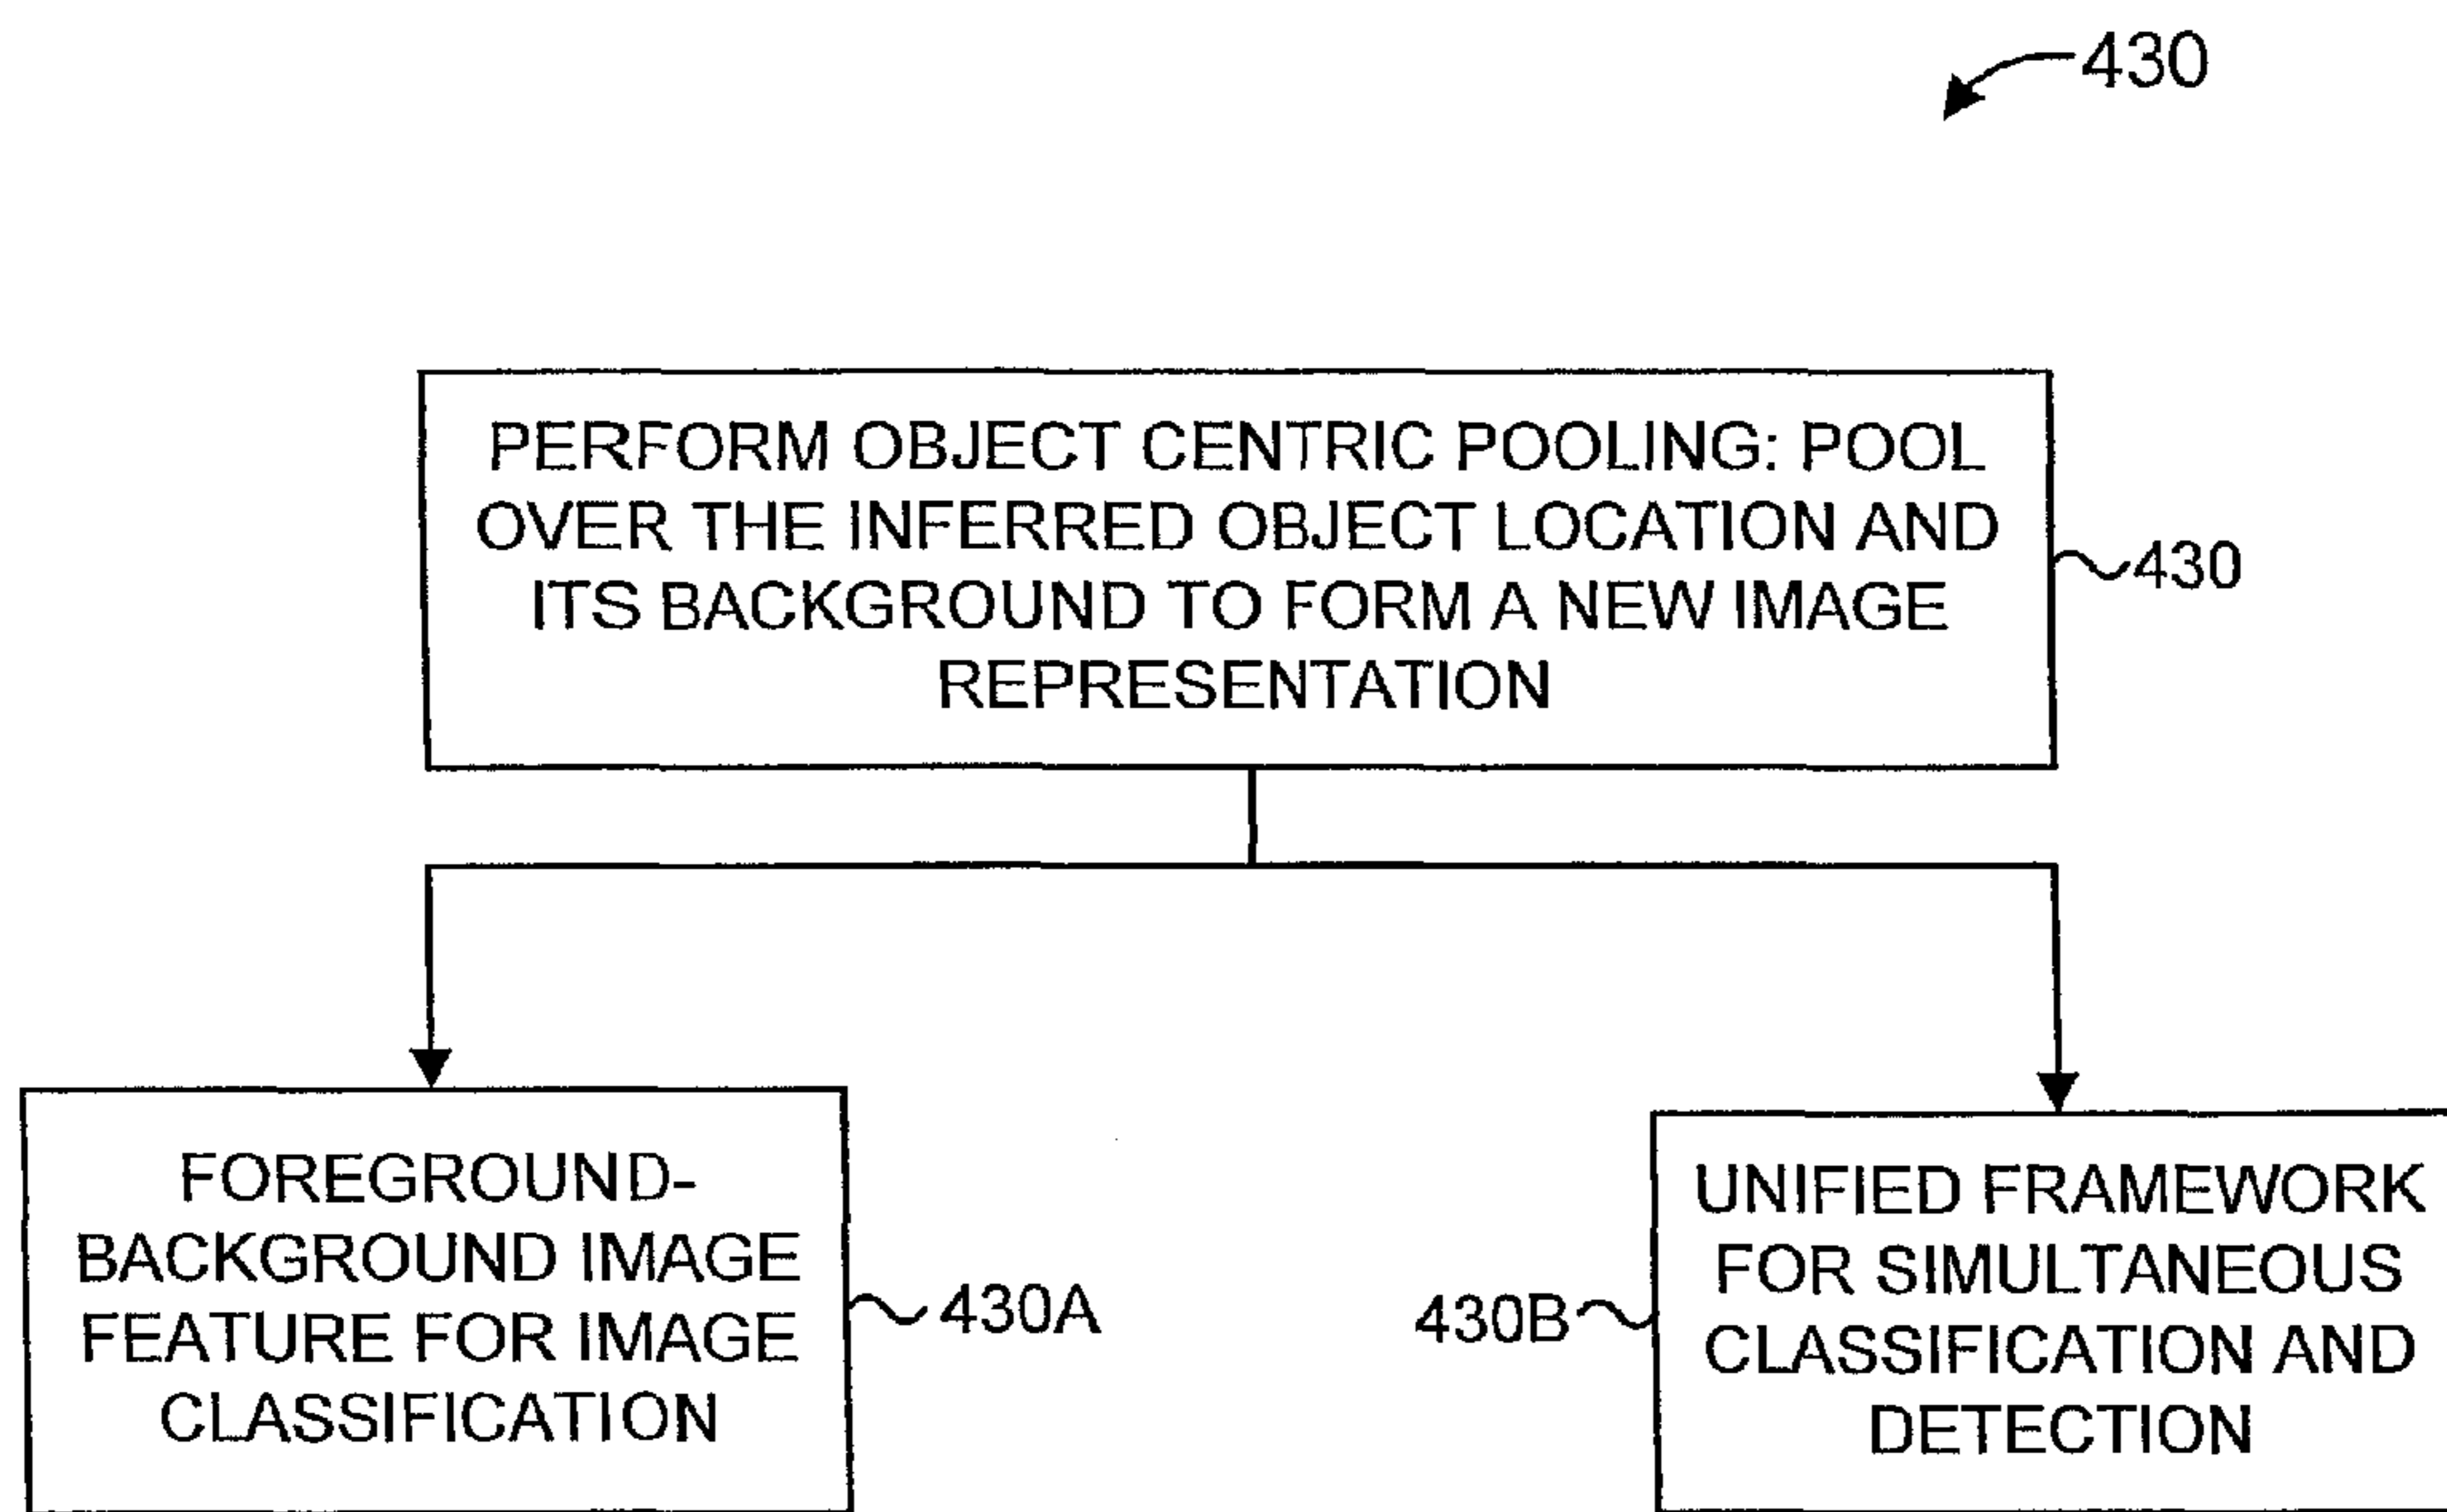 430
PERFORM OBJECT CENTRIC POOLING: POOL
OVER THE INFERRED OBJECT LOCATION AND
ITS BACKGROUND TO FORM A NEW IMAGE
REPRESENTATION
430
FOREGROUND-
BACKGROUND IMAGE
FEATURE FOR IMAGE
CLASSIFICATION
430A
430B
UNIFIED FRAMEWORK
FOR SIMULTANEOUS
CLASSIFICATION AND
DETECTION